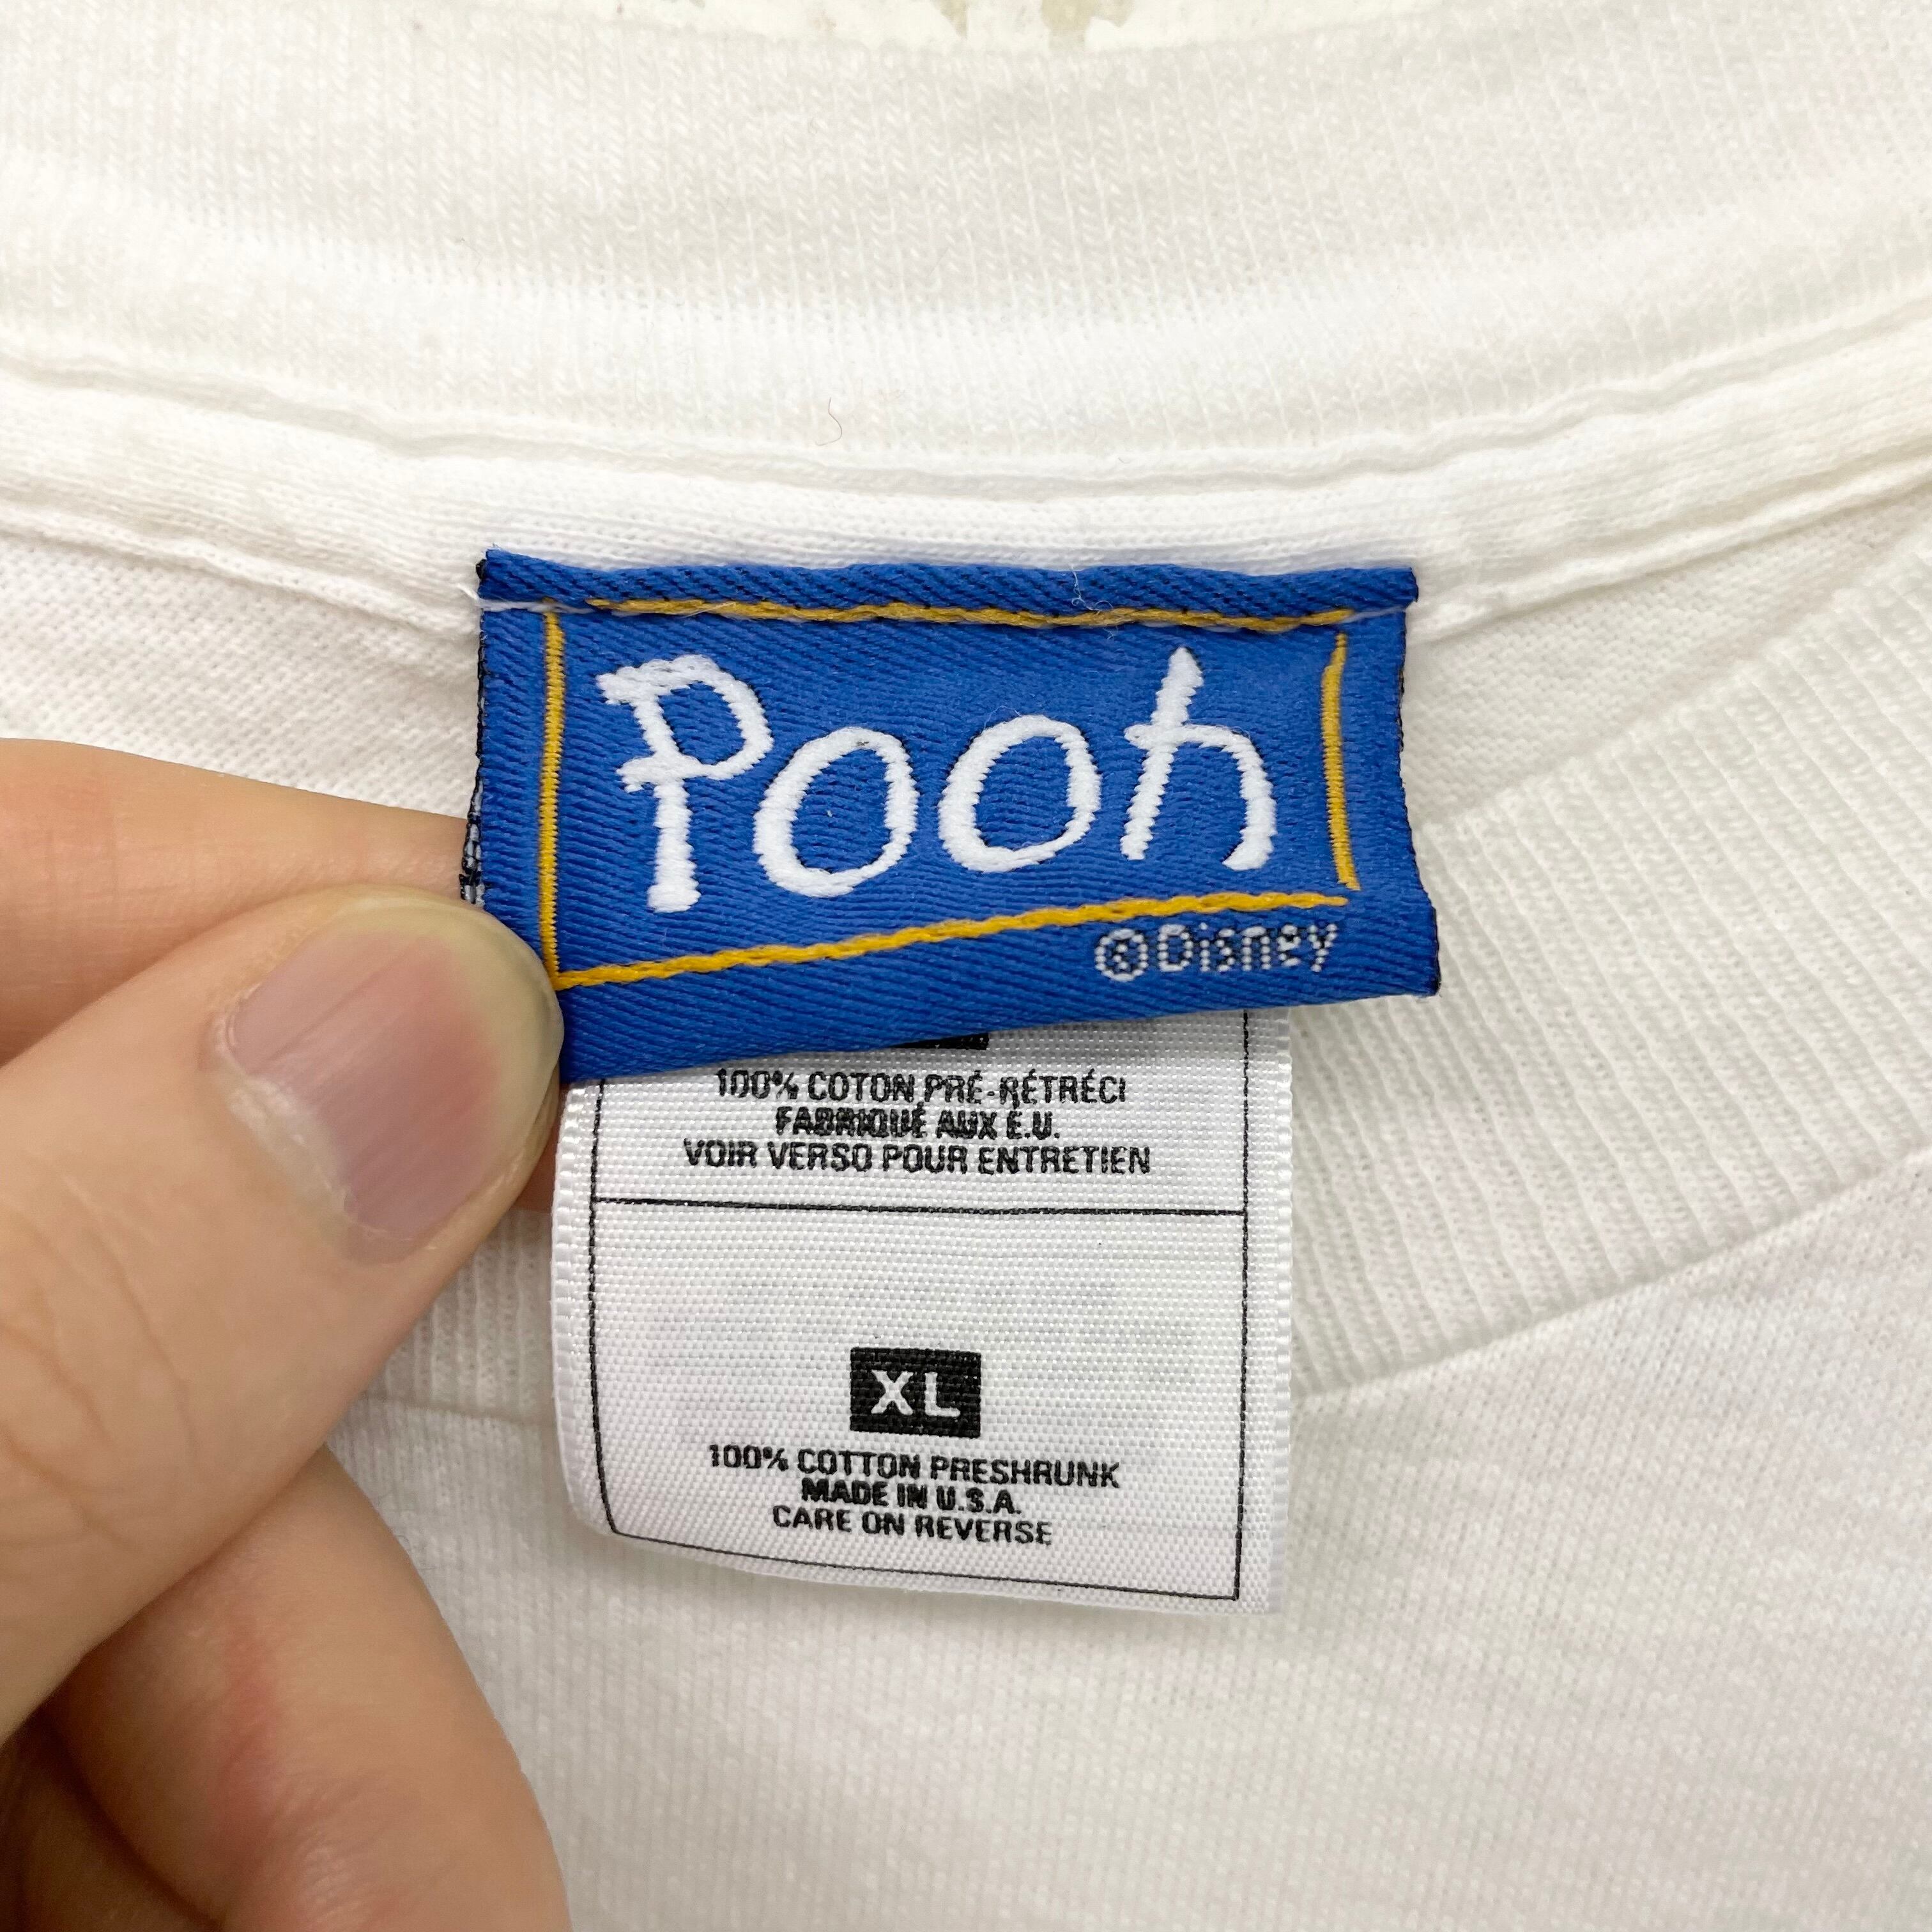 Pooh
©Disney
100% COTON PRÉ-RÉTRÉCI
FABRIQUÉ AUX É.U.
VOIR VERSO POUR ENTRETIEN
XL
100% COTTON PRESHRUNK
MADE IN U.S.A.
CARE ON REVERSE